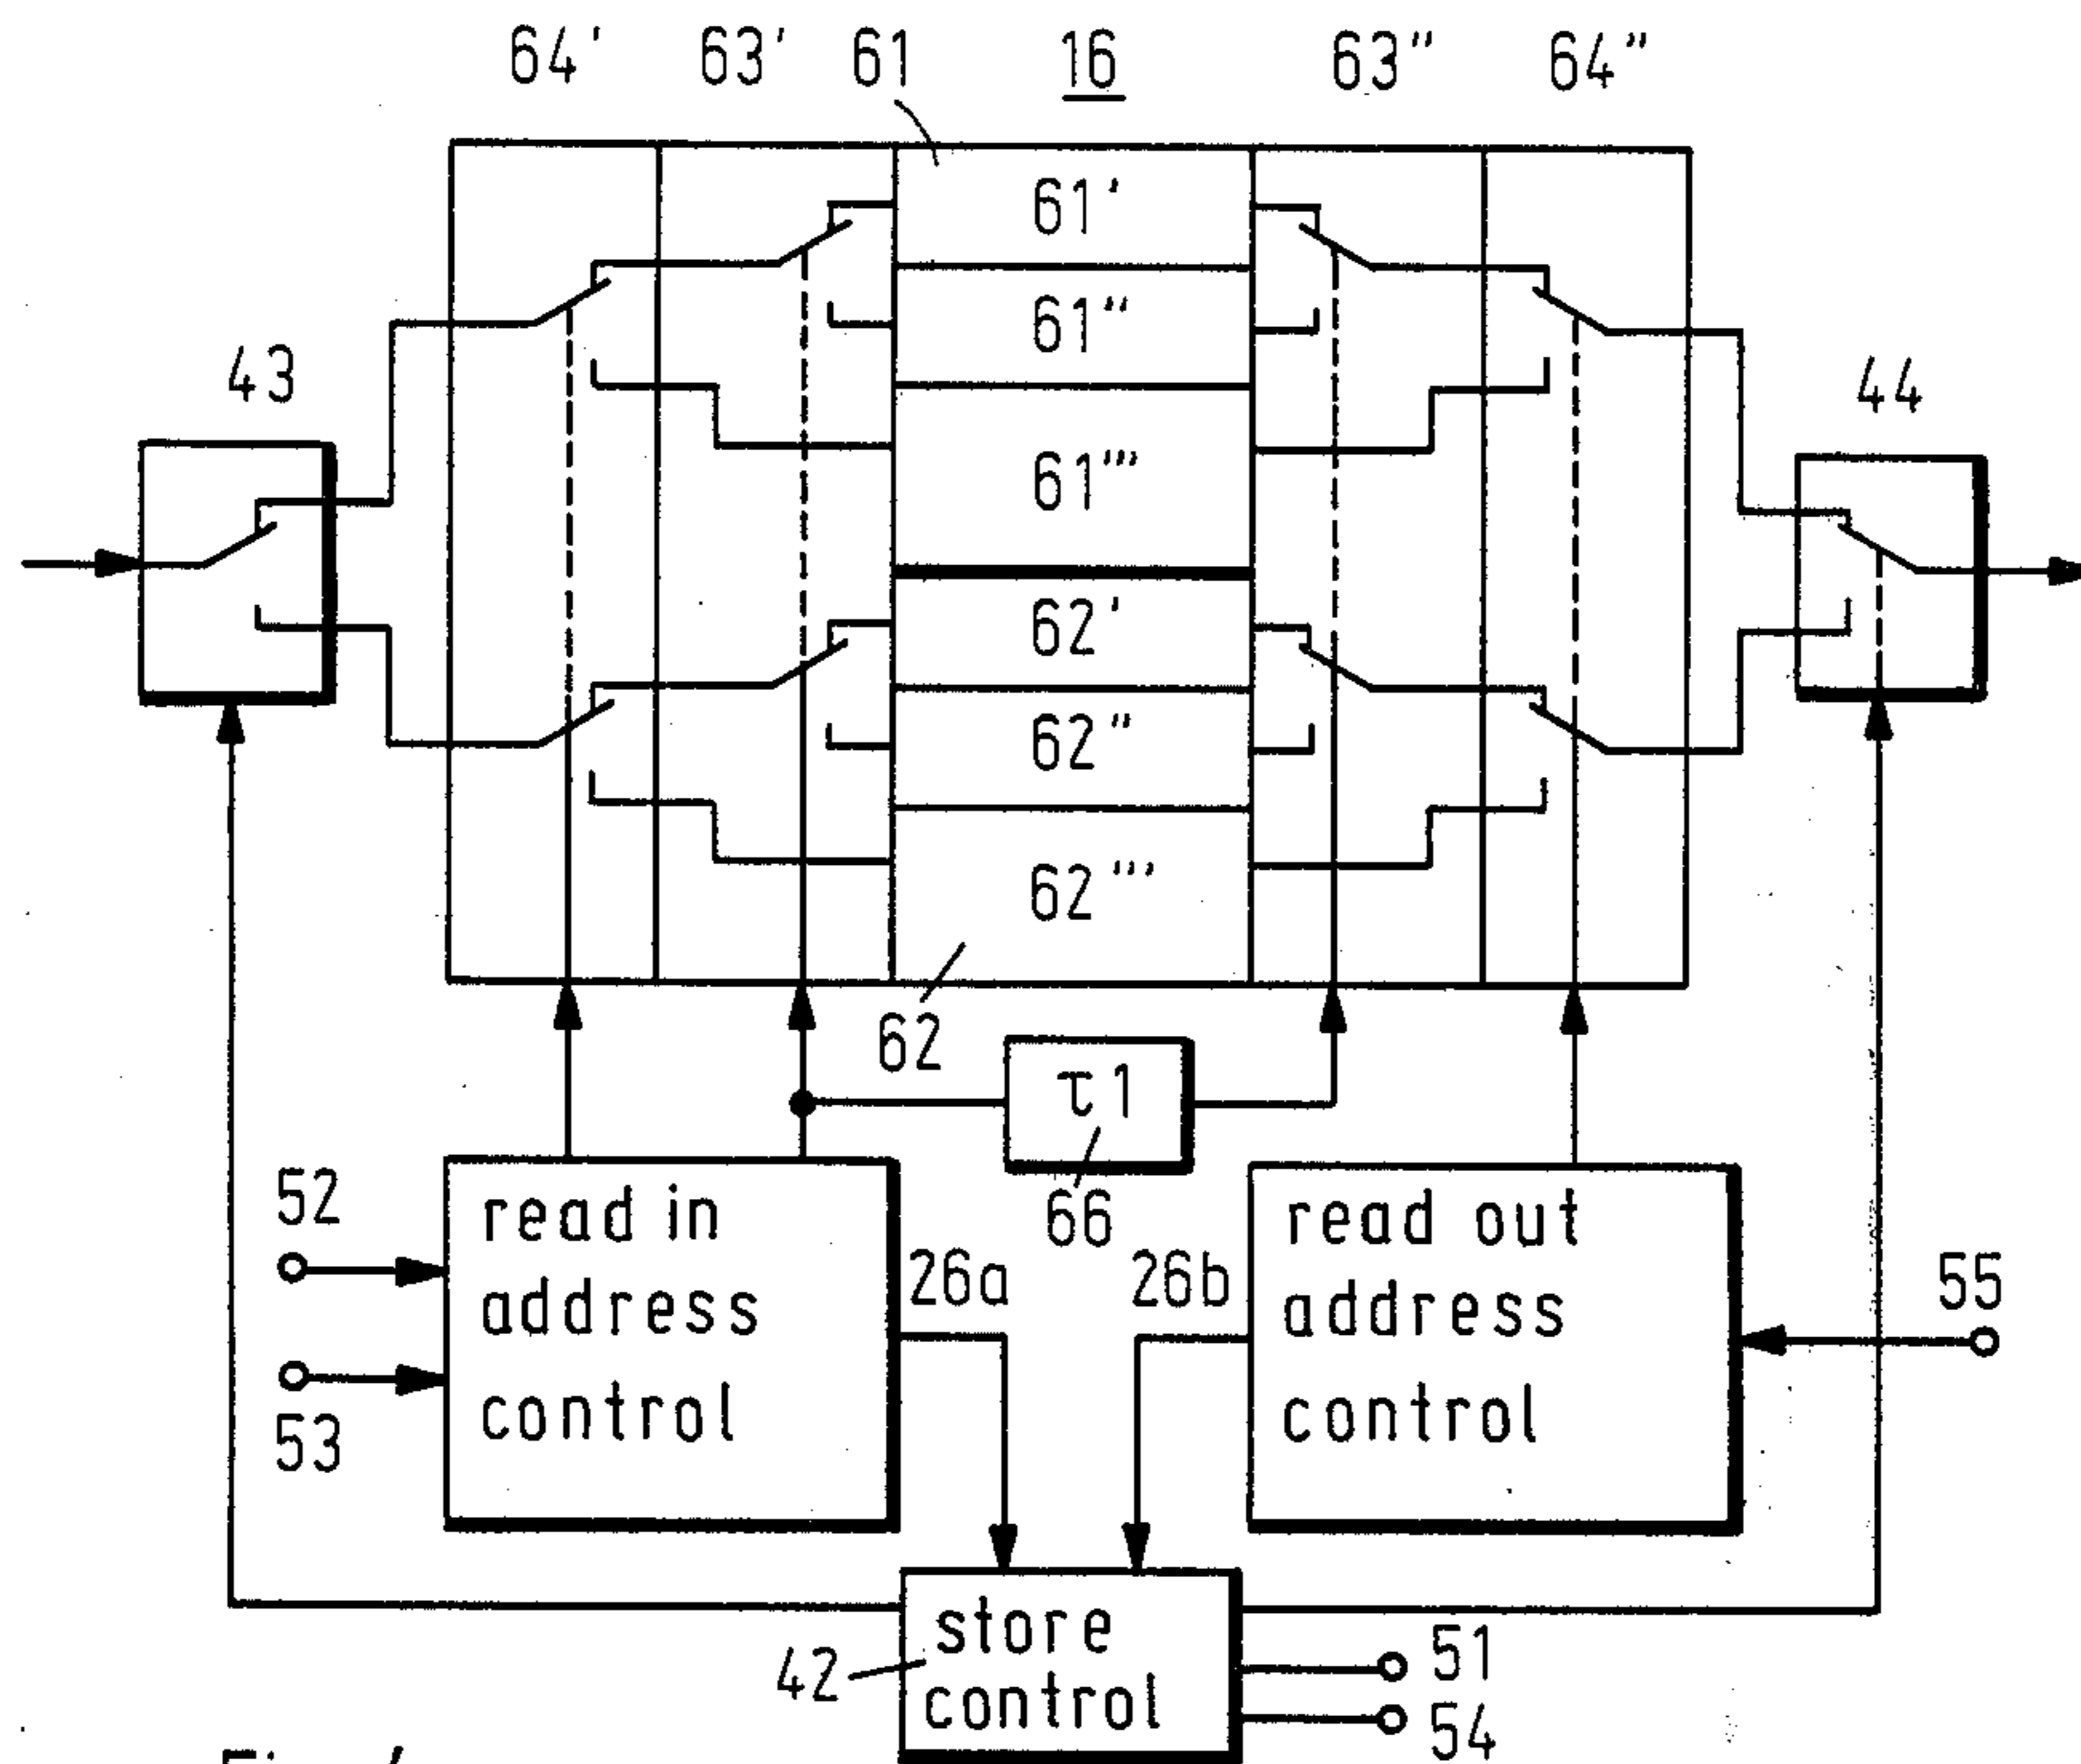 64' 63' 61 16 63" 64"
61'
61"
43
44
61'''
62'
62"
62'''
62
τ1
66
52
53
read in
address
control
26a
26b
read out
address
control
55
store
control
42
51
54